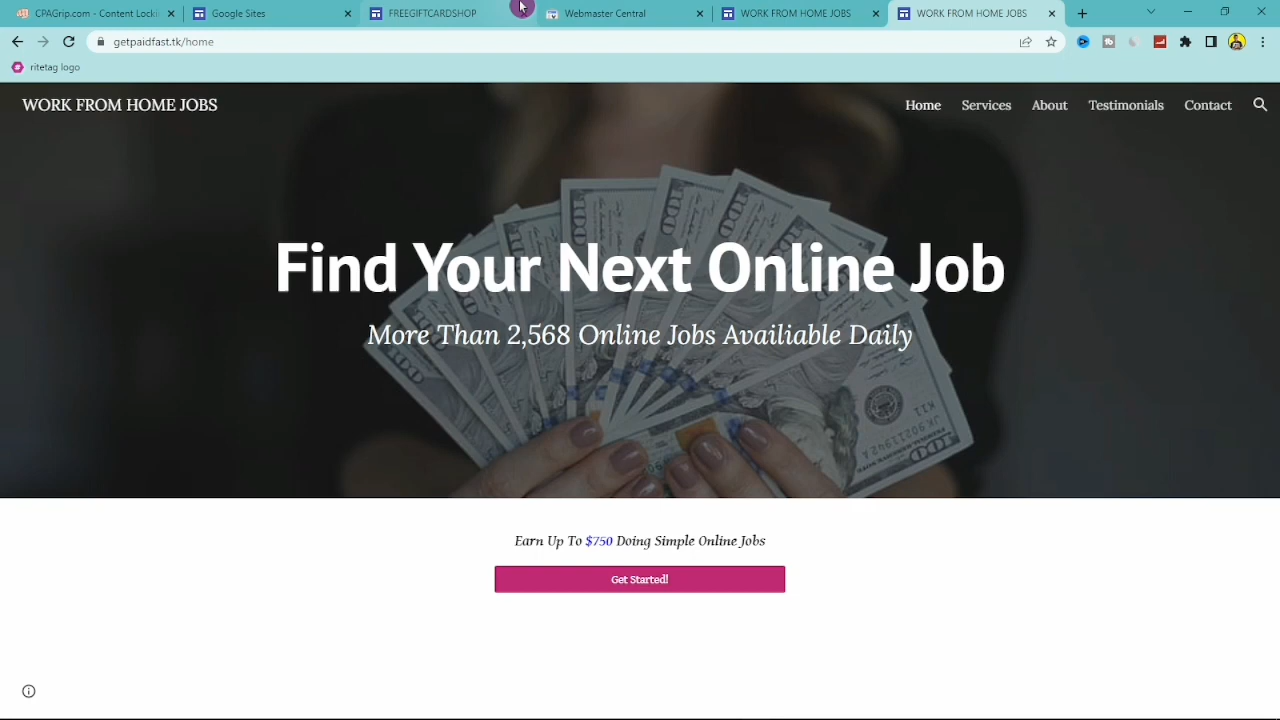 CPAGrip.com - Content Locki
Google Sites
FREEGIFTCARDSHOP
Webmaster Central
WORK FROM HOME JOBS
WORK FROM HOME JOBS
getpaidfast.tk/home
ritetag logo
WORK FROM HOME JOBS
Home Services About Testimonials Contact
Find Your Next Online Job
More Than 2,568 Online Jobs Availiable Daily
Earn Up To $750 Doing Simple Online Jobs
Get Started!